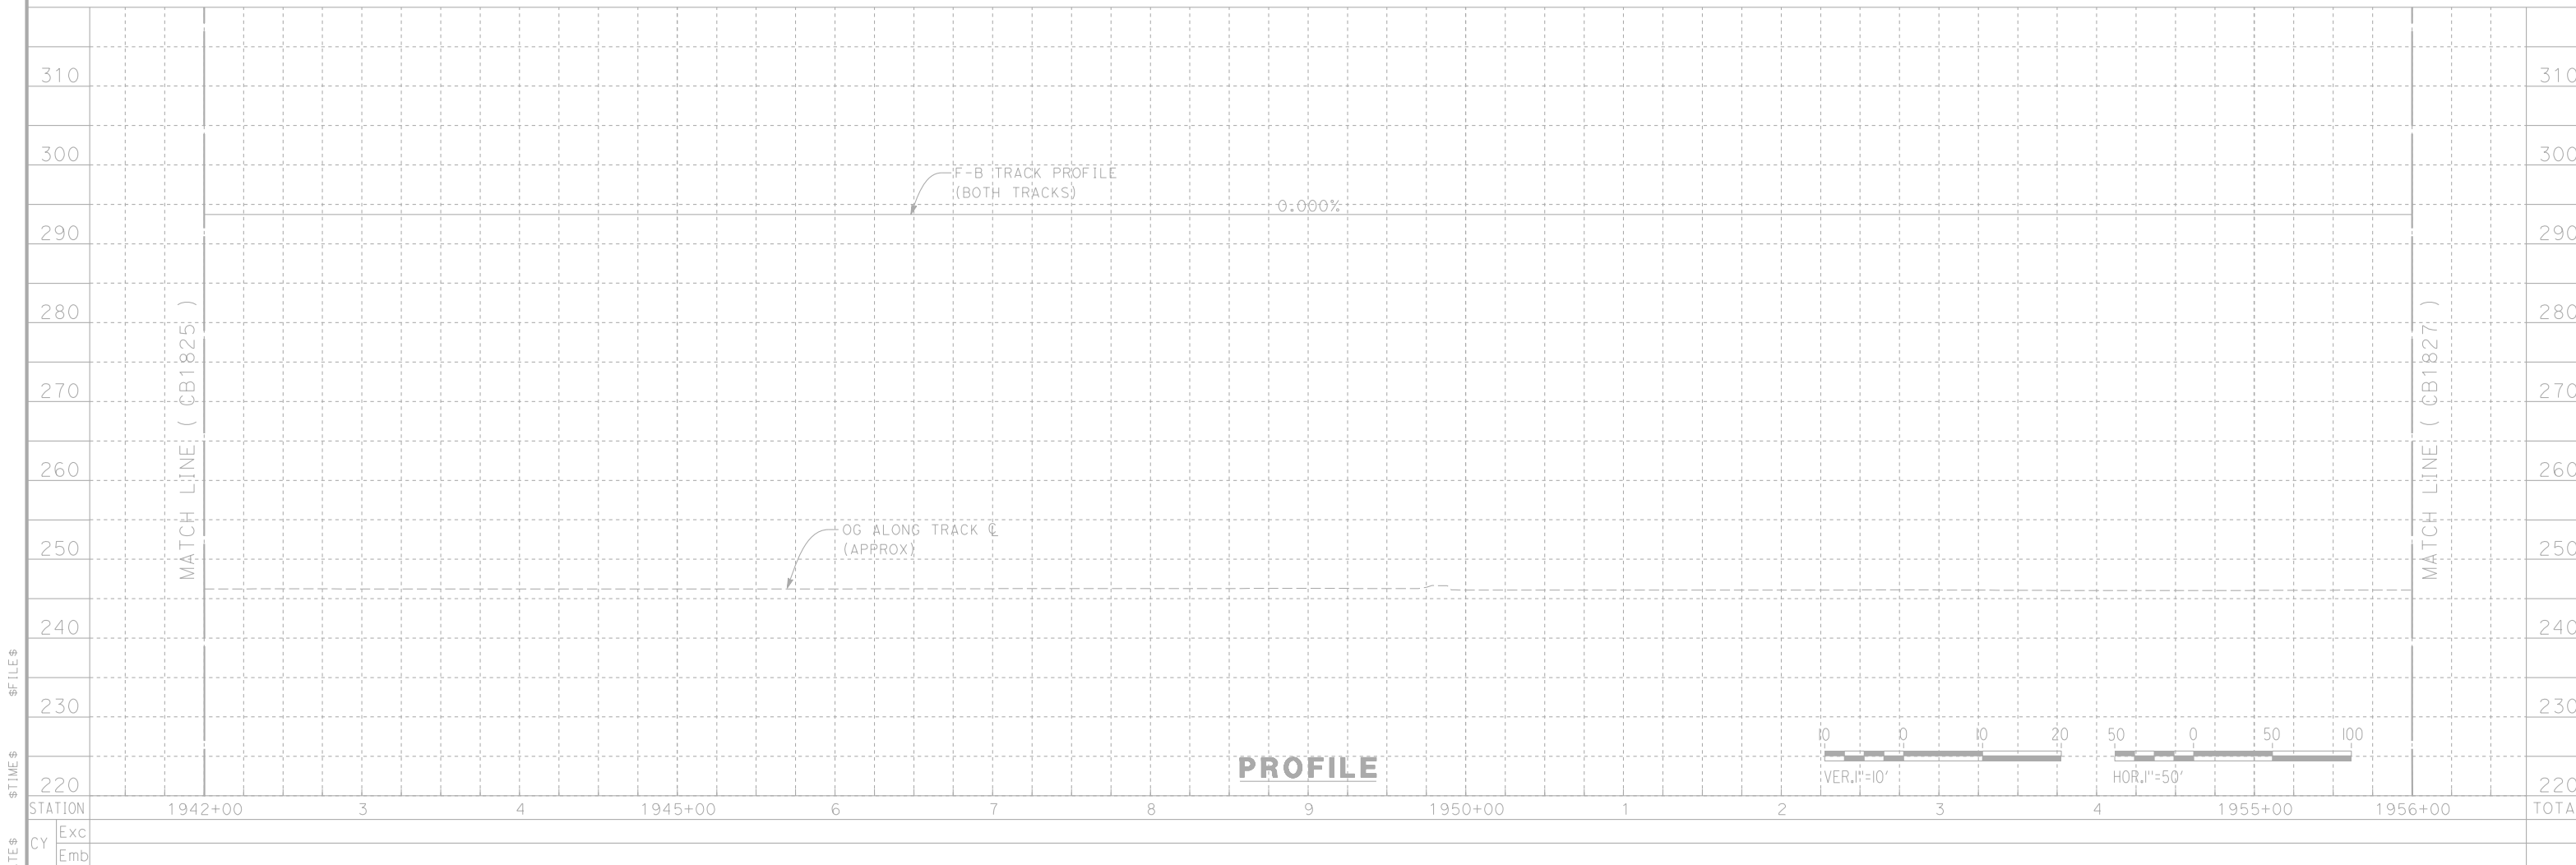 310
310
300
300
F-B TRACK PROFILE
(BOTH TRACKS)
0.000%
290
290
280
280
MATCH LINE ( CB1825 )
MATCH LINE ( CB1827 )
270
270
260
260
OG ALONG TRACK ℄
(APPROX)
250
250
240
240
$FILE$
230
230
10 0 10 20
50 0 50 100
PROFILE
VER.1"=10'
HOR.1"=50'
$TIME$
220
220
STATION 1942+00 3 4 1945+00 6 7 8 9 1950+00 1 2 3 4 1955+00 1956+00 TOTA
CY
Exc
Emb
TE$